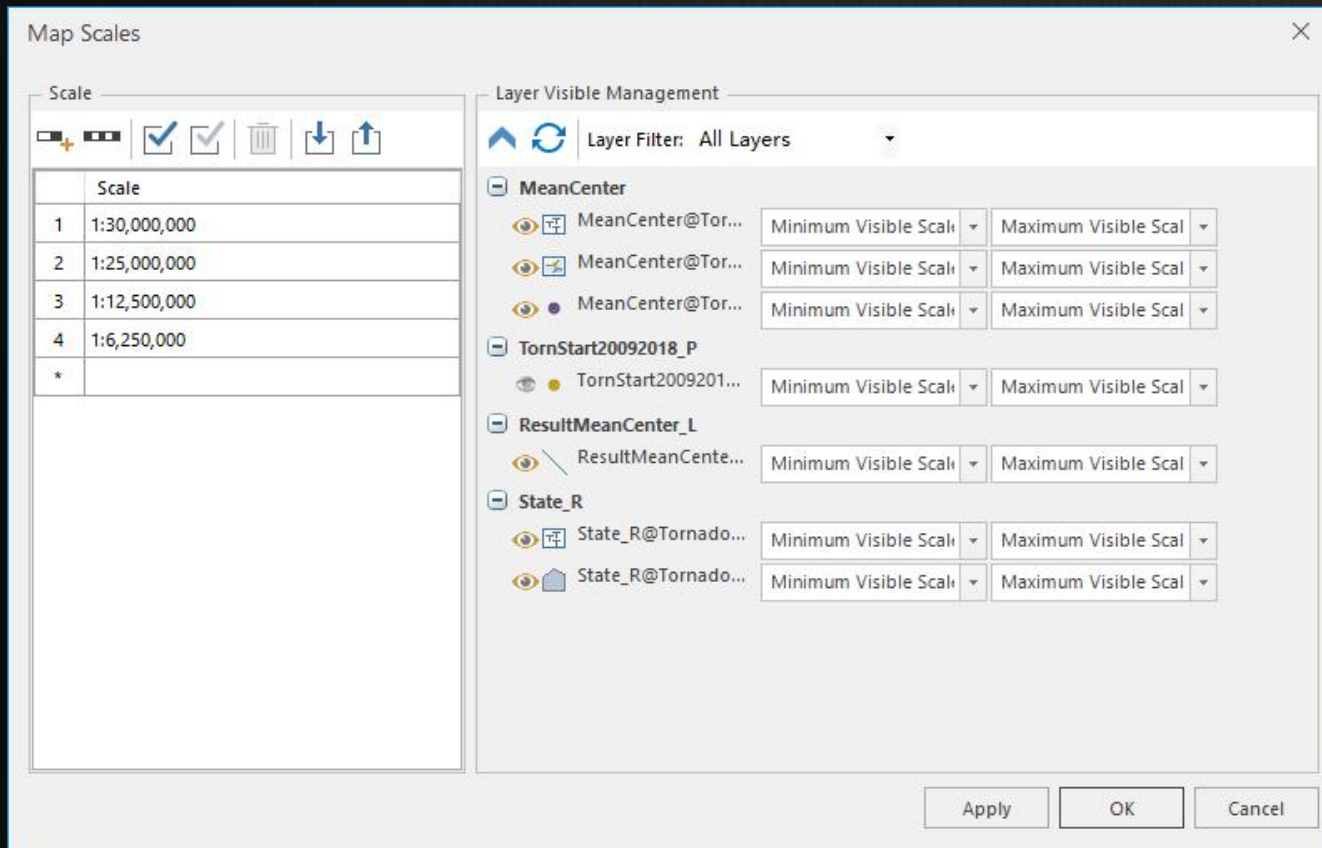 Map Scales
Scale
Scale
1 1:30,000,000
2 1:25,000,000
3 1:12,500,000
4 1:6,250,000
*
Layer Visible Management
Layer Filter: All Layers
MeanCenter
MeanCenter@Tor... Minimum Visible Scal Maximum Visible Scal
MeanCenter@Tor... Minimum Visible Scal Maximum Visible Scal
MeanCenter@Tor... Minimum Visible Scal Maximum Visible Scal
TornStart20092018_P
TornStart2009201... Minimum Visible Scal Maximum Visible Scal
ResultMeanCenter_L
ResultMeanCente... Minimum Visible Scal Maximum Visible Scal
State_R
State_R@Tornado... Minimum Visible Scal Maximum Visible Scal
State_R@Tornado... Minimum Visible Scal Maximum Visible Scal
Apply OK Cancel